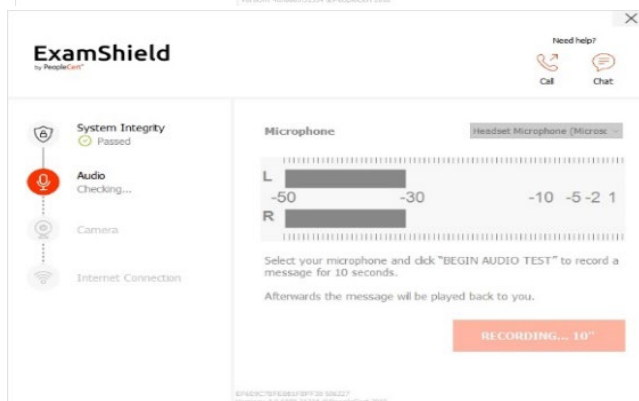 ExamShield
by PeopleCert
Need help?
Call Chat
System Integrity
Passed
Audio
Checking...
Camera
Internet Connection
Microphone
Headset Microphone (Microsc
L
-50 -30 -10 -5 -2 1
R
Select your microphone and click "BEGIN AUDIO TEST" to record a
message for 10 seconds.
Afterwards the message will be played back to you.
RECORDING... 10"